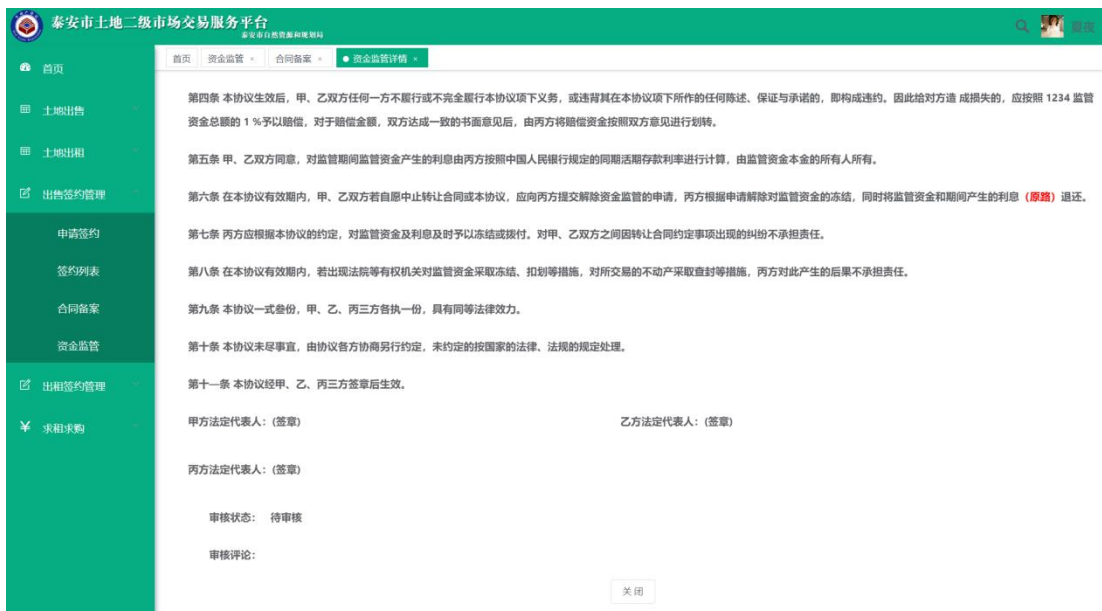 泰安市土地二级市场交易服务平台
泰安市自然资源和规划局
夏夜
首页
土地出售
土地出租
出售签约管理
申请签约
签约列表
合同备案
资金监管
出租签约管理
求租求购
首页 资金监管 × 合同备案 × 资金监管详情 ×
第四条 本协议生效后，甲、乙双方任何一方不履行或不完全履行本协议项下义务，或违背其在本协议项下所作的任何陈述、保证与承诺的，即构成违约。因此给对方造 成损失的，应按照 1234 监管
资金总额的 1 %予以赔偿，对于赔偿金额，双方达成一致的书面意见后，由丙方将赔偿资金按照双方意见进行划转。
第五条 甲、乙双方同意，对监管期间监管资金产生的利息由丙方按照中国人民银行规定的同期活期存款利率进行计算，由监管资金本金的所有人所有。
第六条 在本协议有效期内，甲、乙双方若自愿中止转让合同或本协议，应向丙方提交解除资金监管的申请，丙方根据申请解除对监管资金的冻结，同时将监管资金和期间产生的利息（原路）退还。
第七条 丙方应根据本协议的约定，对监管资金及利息及时予以冻结或拨付。对甲、乙双方之间因转让合同约定事项出现的纠纷不承担责任。
第八条 在本协议有效期内，若出现法院等有权机关对监管资金采取冻结、扣划等措施，对所交易的不动产采取查封等措施，丙方对此产生的后果不承担责任。
第九条 本协议一式叁份，甲、乙、丙三方各执一份，具有同等法律效力。
第十条 本协议未尽事宜，由协议各方协商另行约定，未约定的按国家的法律、法规的规定处理。
第十一条 本协议经甲、乙、丙三方签章后生效。
甲方法定代表人：(签章) 乙方法定代表人：(签章)
丙方法定代表人：(签章)
审核状态： 待审核
审核评论：
关闭